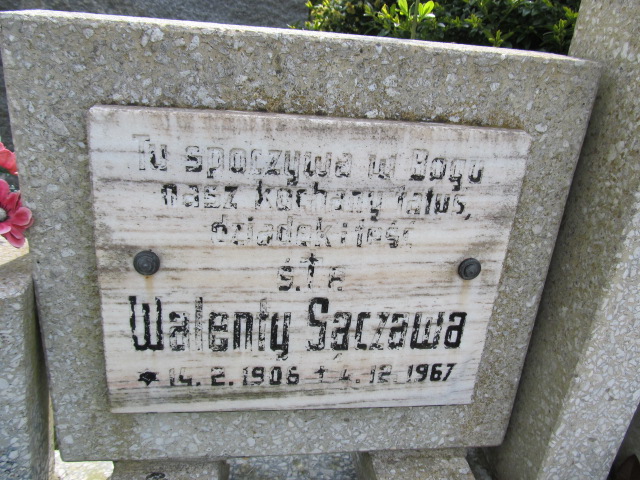 Tu spoczywa w Bogu
nasz kochany tatuś,
dziadek i teść
ś.†p.
Walenty Sączawa
* 14. 2. 1906 + 4. 12. 1967